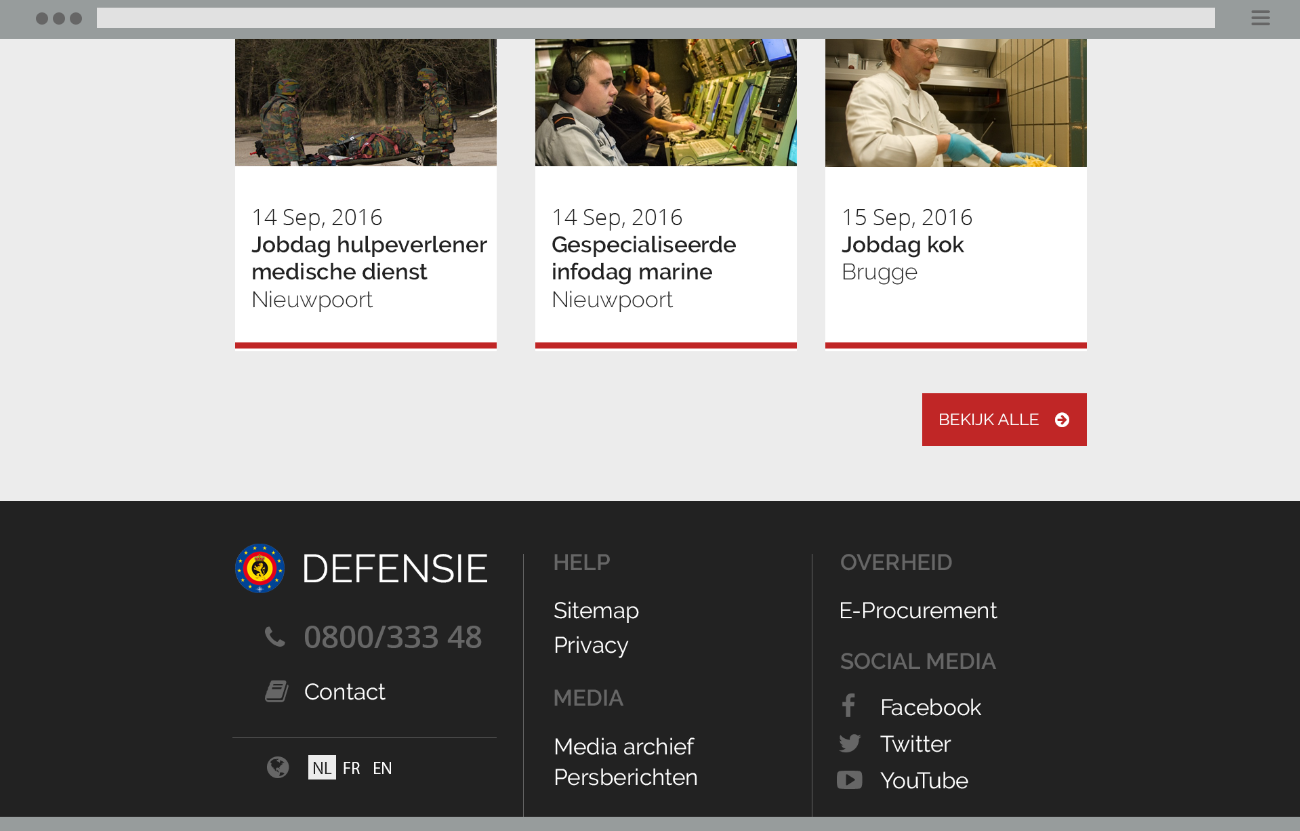 14 Sep, 2016
Jobdag hulpeverlener
medische dienst
Nieuwpoort
14 Sep, 2016
Gespecialiseerde
infodag marine
Nieuwpoort
15 Sep, 2016
Jobdag kok
Brugge
BEKIJK ALLE
DEFENSIE
0800/333 48
Contact
NL FR EN
HELP
Sitemap
Privacy
MEDIA
Media archief
Persberichten
OVERHEID
E-Procurement
SOCIAL MEDIA
Facebook
Twitter
YouTube